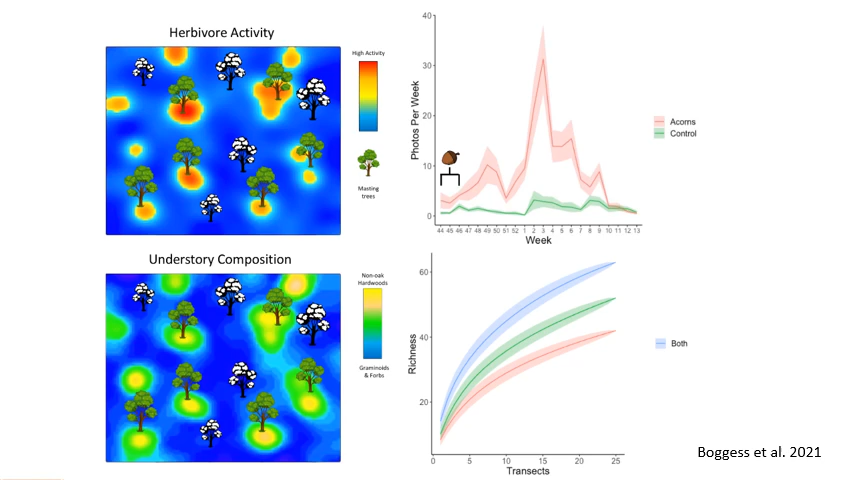 Herbivore Activity
High Activity
Masting
trees
40
30
20
10
0
Photos Per Week
44 45 46 47 48 49 50 51 52 1 2 3 4 5 6 7 8 9 10 11 12 13
Week
Acorns
Control
Understory Composition
Non-oak
Hardwoods
Graminoids
& Forbs
60
40
20
Richness
0 5 10 15 20 25
Transects
Both
Boggess et al. 2021